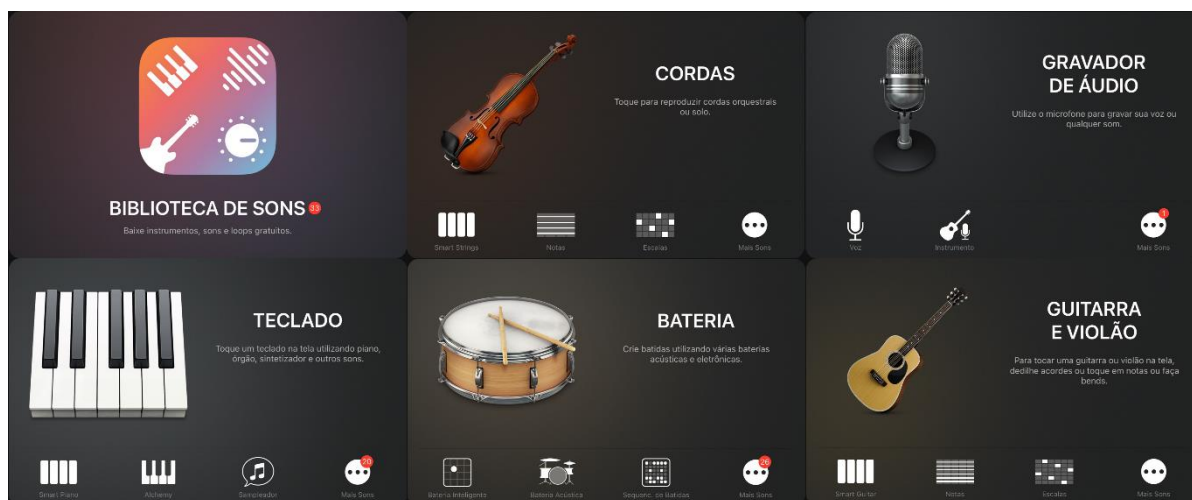 BIBLIOTECA DE SONS 33
Baixe instrumentos, sons e loops gratuitos.
CORDAS
Toque para reproduzir cordas orquestrais
ou solo.
Smart Strings
Notas
Escalas
Mais Sons
GRAVADOR
DE ÁUDIO
Utilize o microfone para gravar sua voz ou
qualquer som.
Voz
Instrumento
1
Mais Sons
TECLADO
Toque um teclado na tela utilizando piano,
órgão, sintetizador e outros sons.
Smart Piano
Alchemy
Sampleador
20
Mais Sons
BATERIA
Crie batidas utilizando várias baterias
acústicas e eletrônicas.
Bateria Inteligente
Bateria Acústica
Sequenc. de Batidas
26
Mais Sons
GUITARRA
E VIOLÃO
Para tocar uma guitarra ou violão na tela,
dedilhe acordes ou toque em notas ou faça
bends.
Smart Guitar
Notas
Escalas
Mais Sons